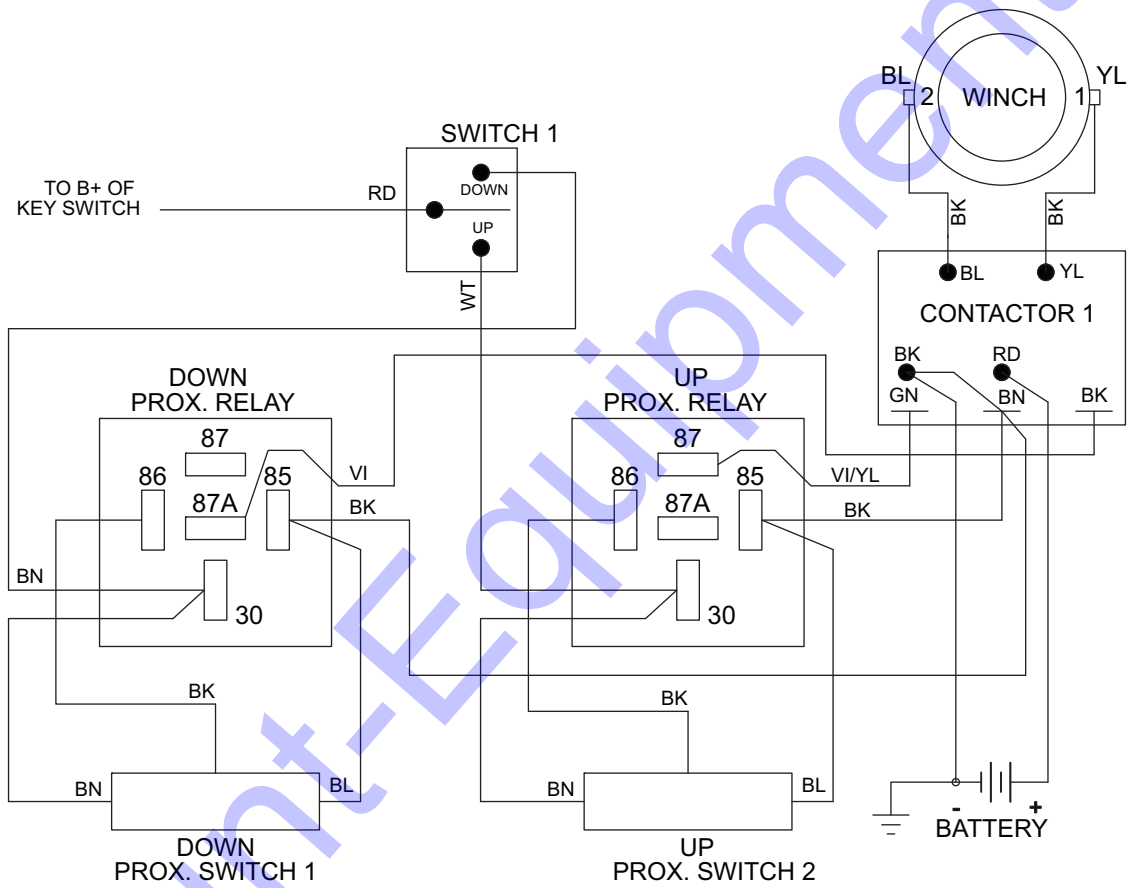 BL
2
WINCH
1
YL
SWITCH 1
DOWN
RD
UP
TO B+ OF
KEY SWITCH
WT
BK
BK
BL
YL
CONTACTOR 1
BK
RD
GN
BN
BK
DOWN
PROX. RELAY
87
86
87A
85
30
VI
BK
BN
UP
PROX. RELAY
87
86
87A
85
30
VI/YL
BK
BK
BN
BL
DOWN
PROX. SWITCH 1
BK
BN
BL
UP
PROX. SWITCH 2
-
+
BATTERY
nt-Equipmen